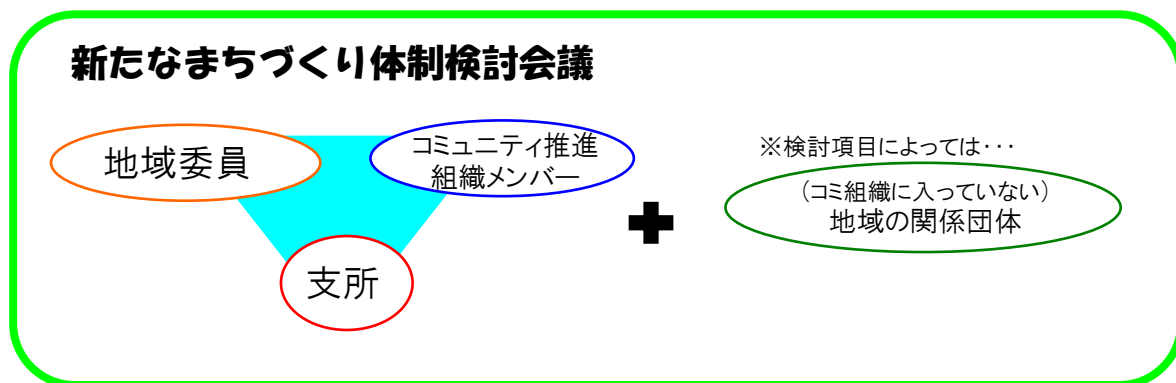 新たなまちづくり体制検討会議
地域委員
コミュニティ推進
組織メンバー
支所
※検討項目によっては･･･
（コミ組織に入っていない）
地域の関係団体